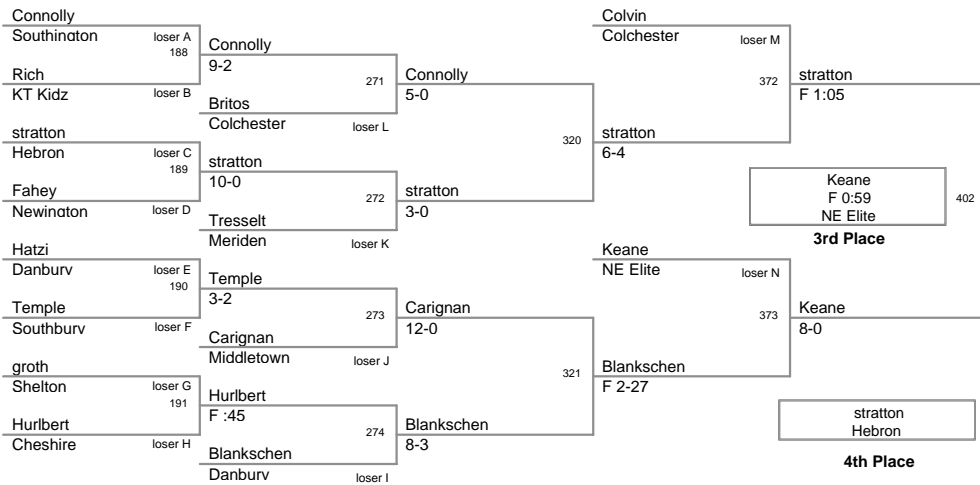 Connolly
Southington
loser A
188
Rich
KT Kidz
loser B
stratton
Hebron
loser C
189
Fahey
Newington
loser D
Hatzi
Danbury
loser E
190
Temple
Southbury
loser F
groth
Shelton
loser G
191
Hurlbert
Cheshire
loser H
Connolly
9-2
271
Britos
Colchester
loser L
stratton
10-0
272
Tresselt
Meriden
loser K
Temple
3-2
273
Carignan
Middletown
loser J
Hurlbert
F :45
274
Blankschen
Danbury
loser I
Connolly
5-0
320
stratton
3-0
Carignan
12-0
321
Blankschen
8-3
Colvin
Colchester
loser M
372
stratton
6-4
Keane
NE Elite
loser N
373
Blankschen
F 2-27
stratton
F 1:05
Keane
F 0:59
NE Elite
402
3rd Place
Keane
8-0
stratton
Hebron
4th Place